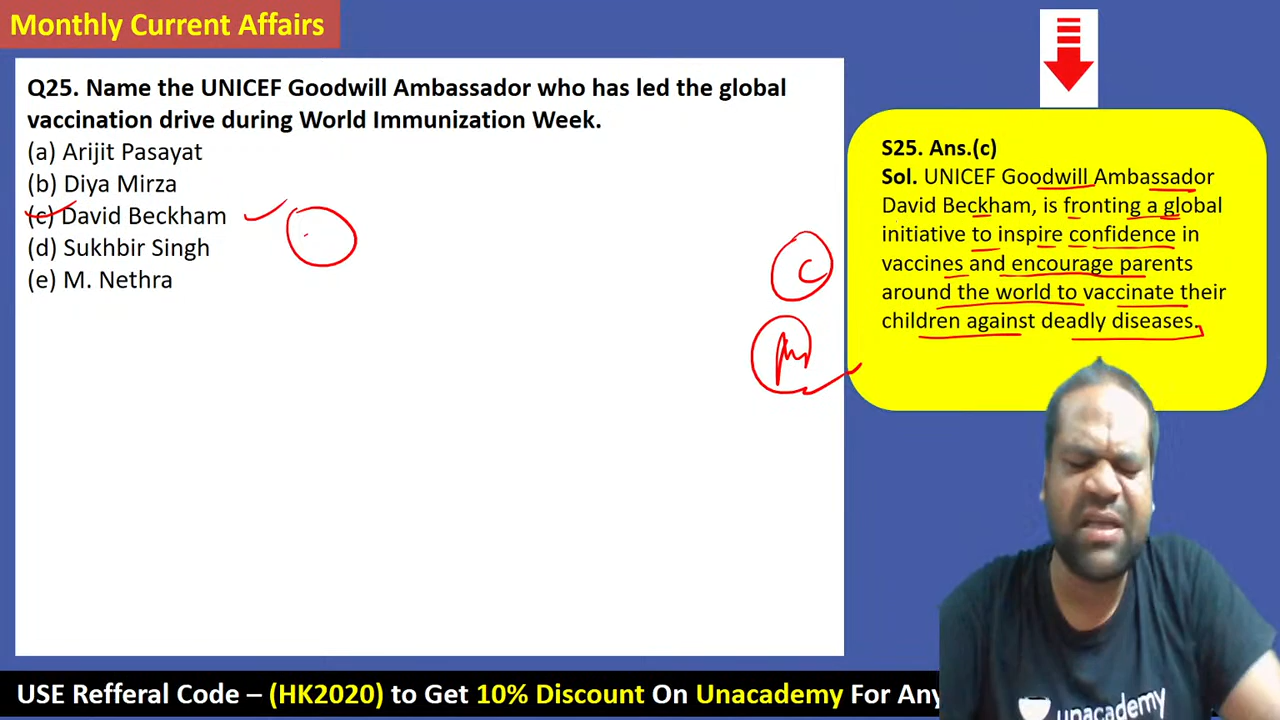 Monthly Current Affairs
Q25. Name the UNICEF Goodwill Ambassador who has led the global
vaccination drive during World Immunization Week.
(a) Arijit Pasayat
(b) Diya Mirza
(c) David Beckham
(d) Sukhbir Singh
(e) M. Nethra
S25. Ans.(c)
Sol. UNICEF Goodwill Ambassador
David Beckham, is fronting a global
initiative to inspire confidence in
vaccines and encourage parents
around the world to vaccinate their
children against deadly diseases.
C
USE Refferal Code – (HK2020) to Get 10% Discount On Unacademy For Any
unacademy